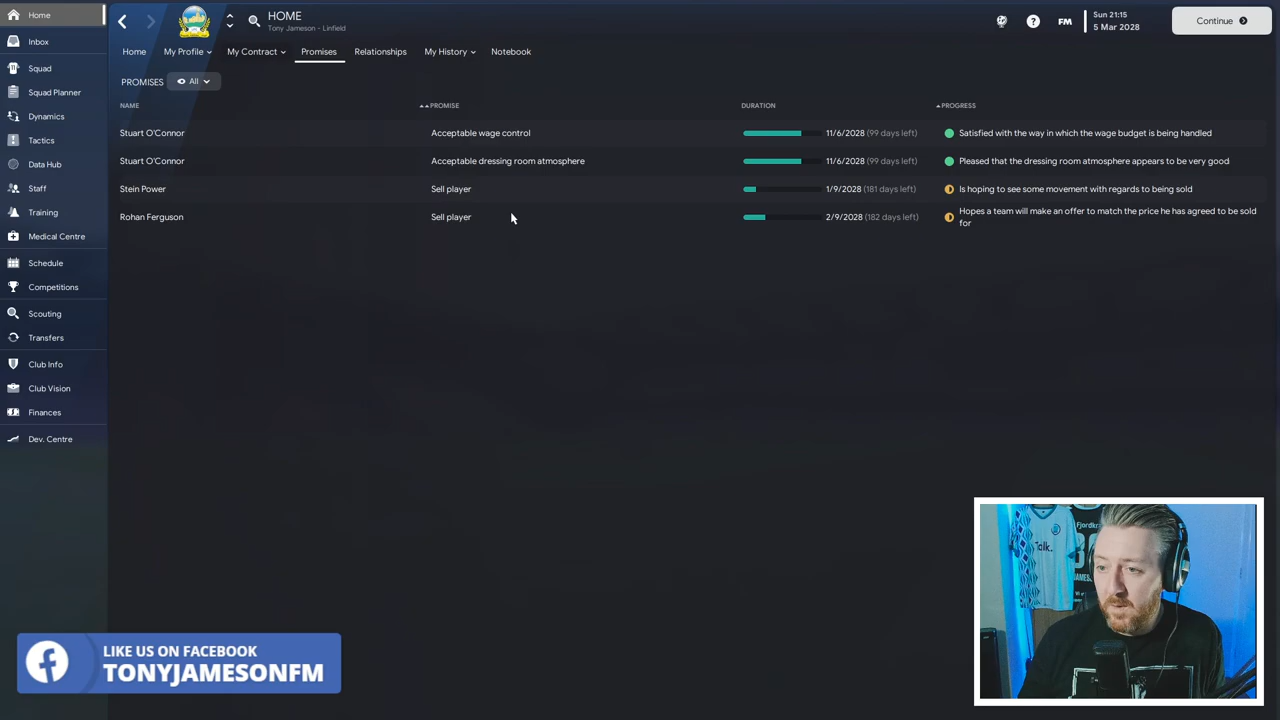 Home
Inbox
Squad
Squad Planner
Dynamics
Tactics
Data Hub
Staff
Training
Medical Centre
Schedule
Competitions
Scouting
Transfers
Club Info
Club Vision
Finances
Dev. Centre
HOME
Tony Jameson - Linfield
FM
Sun 21:15
5 Mar 2028
Continue
Home My Profile My Contract Promises Relationships My History Notebook
PROMISES All
NAME PROMISE DURATION PROGRESS
Stuart O'Connor Acceptable wage control 11/6/2028 (99 days left) Satisfied with the way in which the wage budget is being handled
Stuart O'Connor Acceptable dressing room atmosphere 11/6/2028 (99 days left) Pleased that the dressing room atmosphere appears to be very good
Stein Power Sell player 1/9/2028 (181 days left) Is hoping to see some movement with regards to being sold
Rohan Ferguson Sell player 2/9/2028 (182 days left) Hopes a team will make an offer to match the price he has agreed to be sold
for
LIKE US ON FACEBOOK
TONYJAMESONFM
Talk.
Fjordkr
JAMES